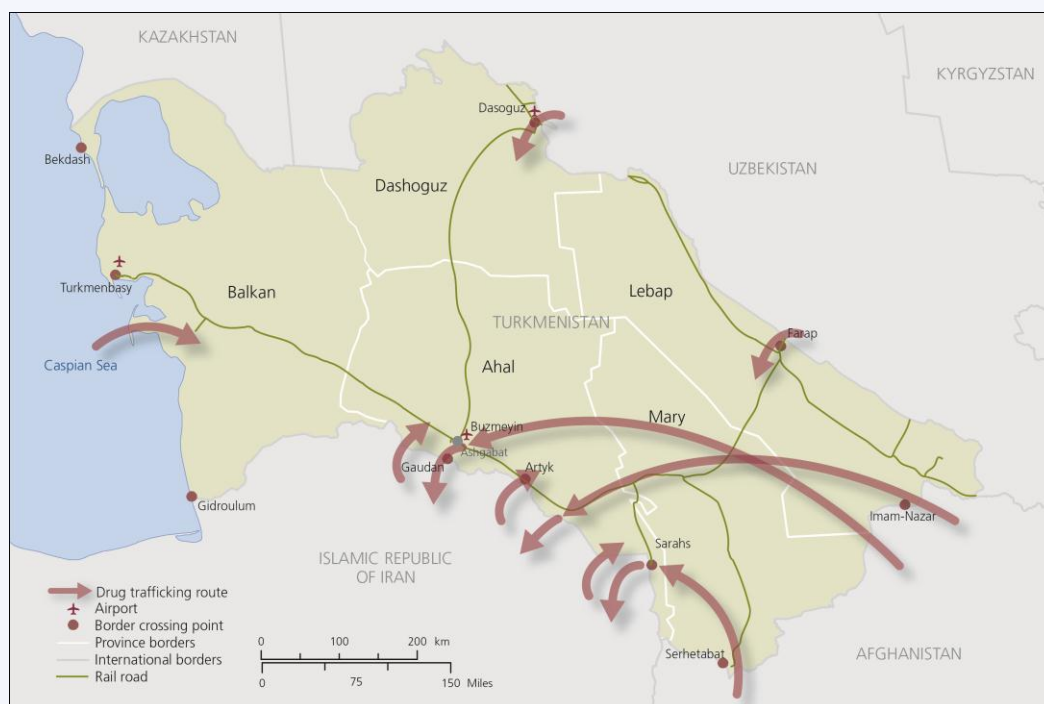 KAZAKHSTAN
KYRGYZSTAN
Dasoguz
Bekdash
UZBEKISTAN
Dashoguz
Turkmenbasy
Balkan
Lebap
TURKMENISTAN
Farap
Caspian Sea
Ahal
Mary
Buzmeyin
Ashgabat
Gaudan
Artyk
Gidroulum
Imam-Nazar
ISLAMIC REPUBLIC
OF IRAN
Sarahs
Serhetabat
AFGHANISTAN
Drug trafficking route
Airport
Border crossing point
Province borders
International borders
Rail road
0 100 200 km
0 75 150 Miles